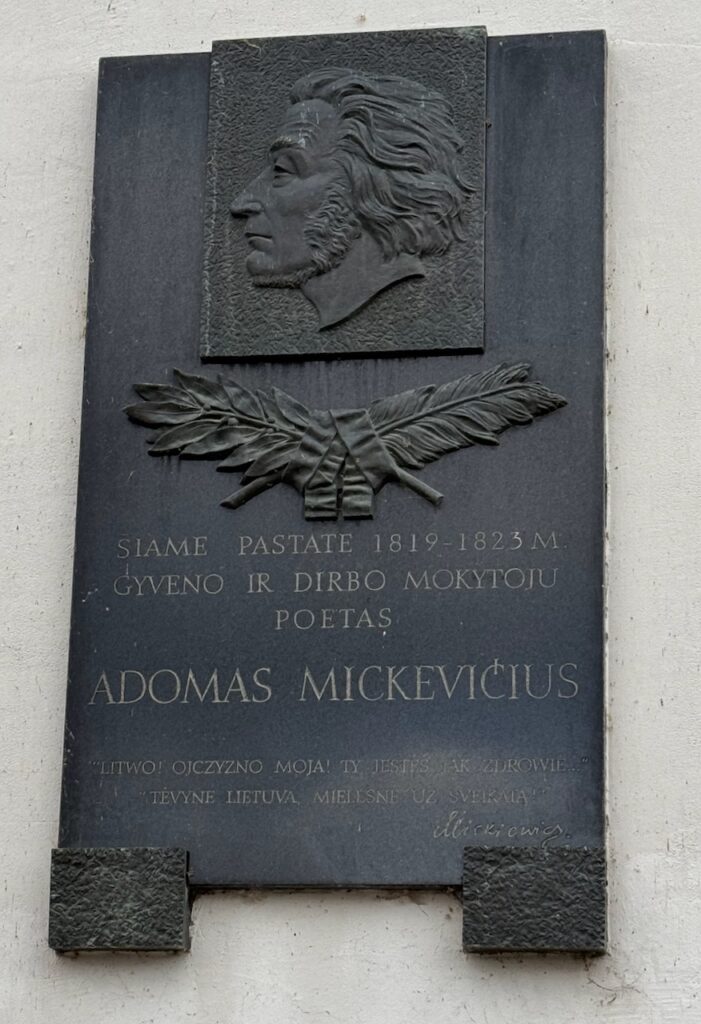 ŠIAME PASTATE 1819-1823 M.
GYVENO IR DIRBO MOKYTOJU
POETAS
ADOMAS MICKEVIČIUS
"LITWO! OJCZYZNO MOJA! TY JESTEŚ JAK ZDROWIE..."
"TĖVYNE LIETUVA, MIELESNĖ UŽ SVEIKATĄ!"
Mickiewicz.